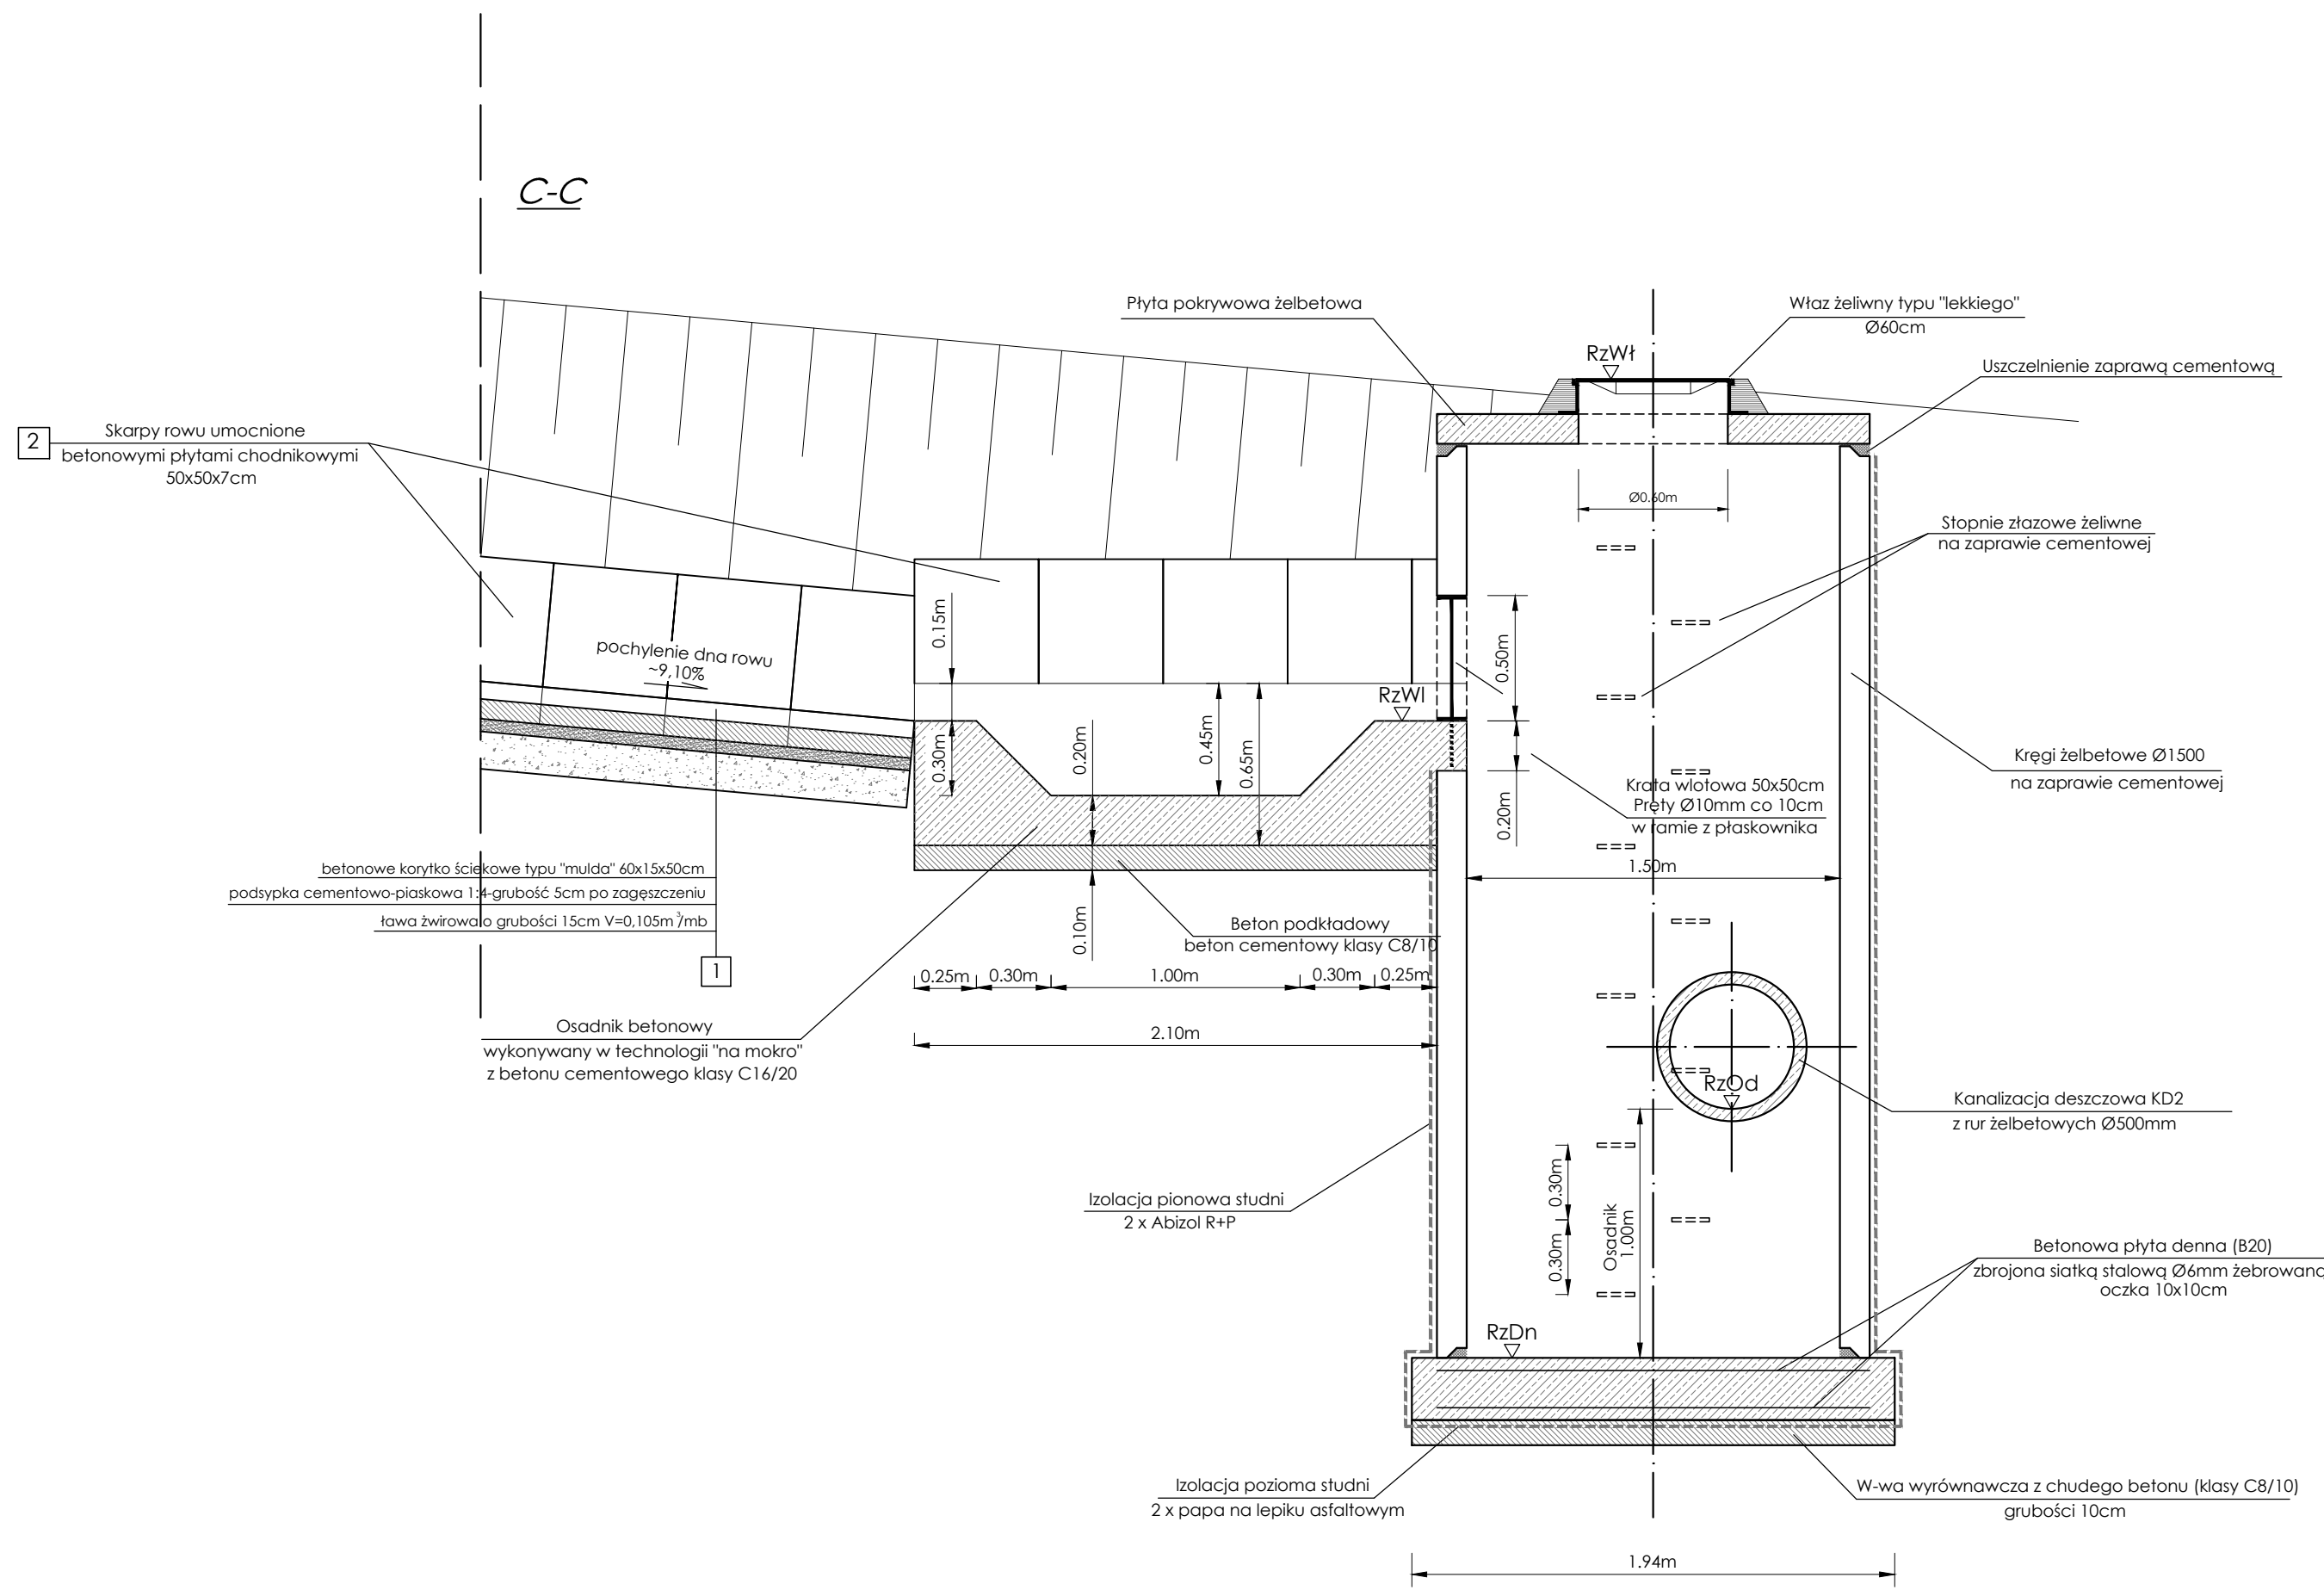 C-C
Płyta pokrywowa żelbetowa
Właz żeliwny typu "lekkiego"
Ø60cm
RzWł
Uszczelnienie zaprawą cementową
2
Skarpy rowu umocnione
betonowymi płytami chodnikowymi
50x50x7cm
Ø0.60m
Stopnie złazowe żeliwne
na zaprawie cementowej
0.15m
pochylenie dna rowu
~9,10%
0.50m
RzWl
0.30m
0.20m
0.45m
0.65m
Kręgi żelbetowe Ø1500
na zaprawie cementowej
Krata wlotowa 50x50cm
Pręty Ø10mm co 10cm
w ramie z płaskownika
0.20m
1.50m
betonowe korytko ściekowe typu "mulda" 60x15x50cm
podsypka cementowo-piaskowa 1:4-grubość 5cm po zagęszczeniu
ława żwirowa o grubości 15cm V=0,105m³/mb
1
0.10m
Beton podkładowy
beton cementowy klasy C8/10
0.25m
0.30m
1.00m
0.30m
0.25m
2.10m
Osadnik betonowy
wykonywany w technologii "na mokro"
z betonu cementowego klasy C16/20
RzOd
Kanalizacja deszczowa KD2
z rur żelbetowych Ø500mm
Izolacja pionowa studni
2 x Abizol R+P
0.30m
0.30m
Osadnik
1.00m
Betonowa płyta denna (B20)
zbrojona siatką stalową Ø6mm żebrowaną
oczka 10x10cm
RzDn
Izolacja pozioma studni
2 x papa na lepiku asfaltowym
W-wa wyrównawcza z chudego betonu (klasy C8/10)
grubości 10cm
1.94m